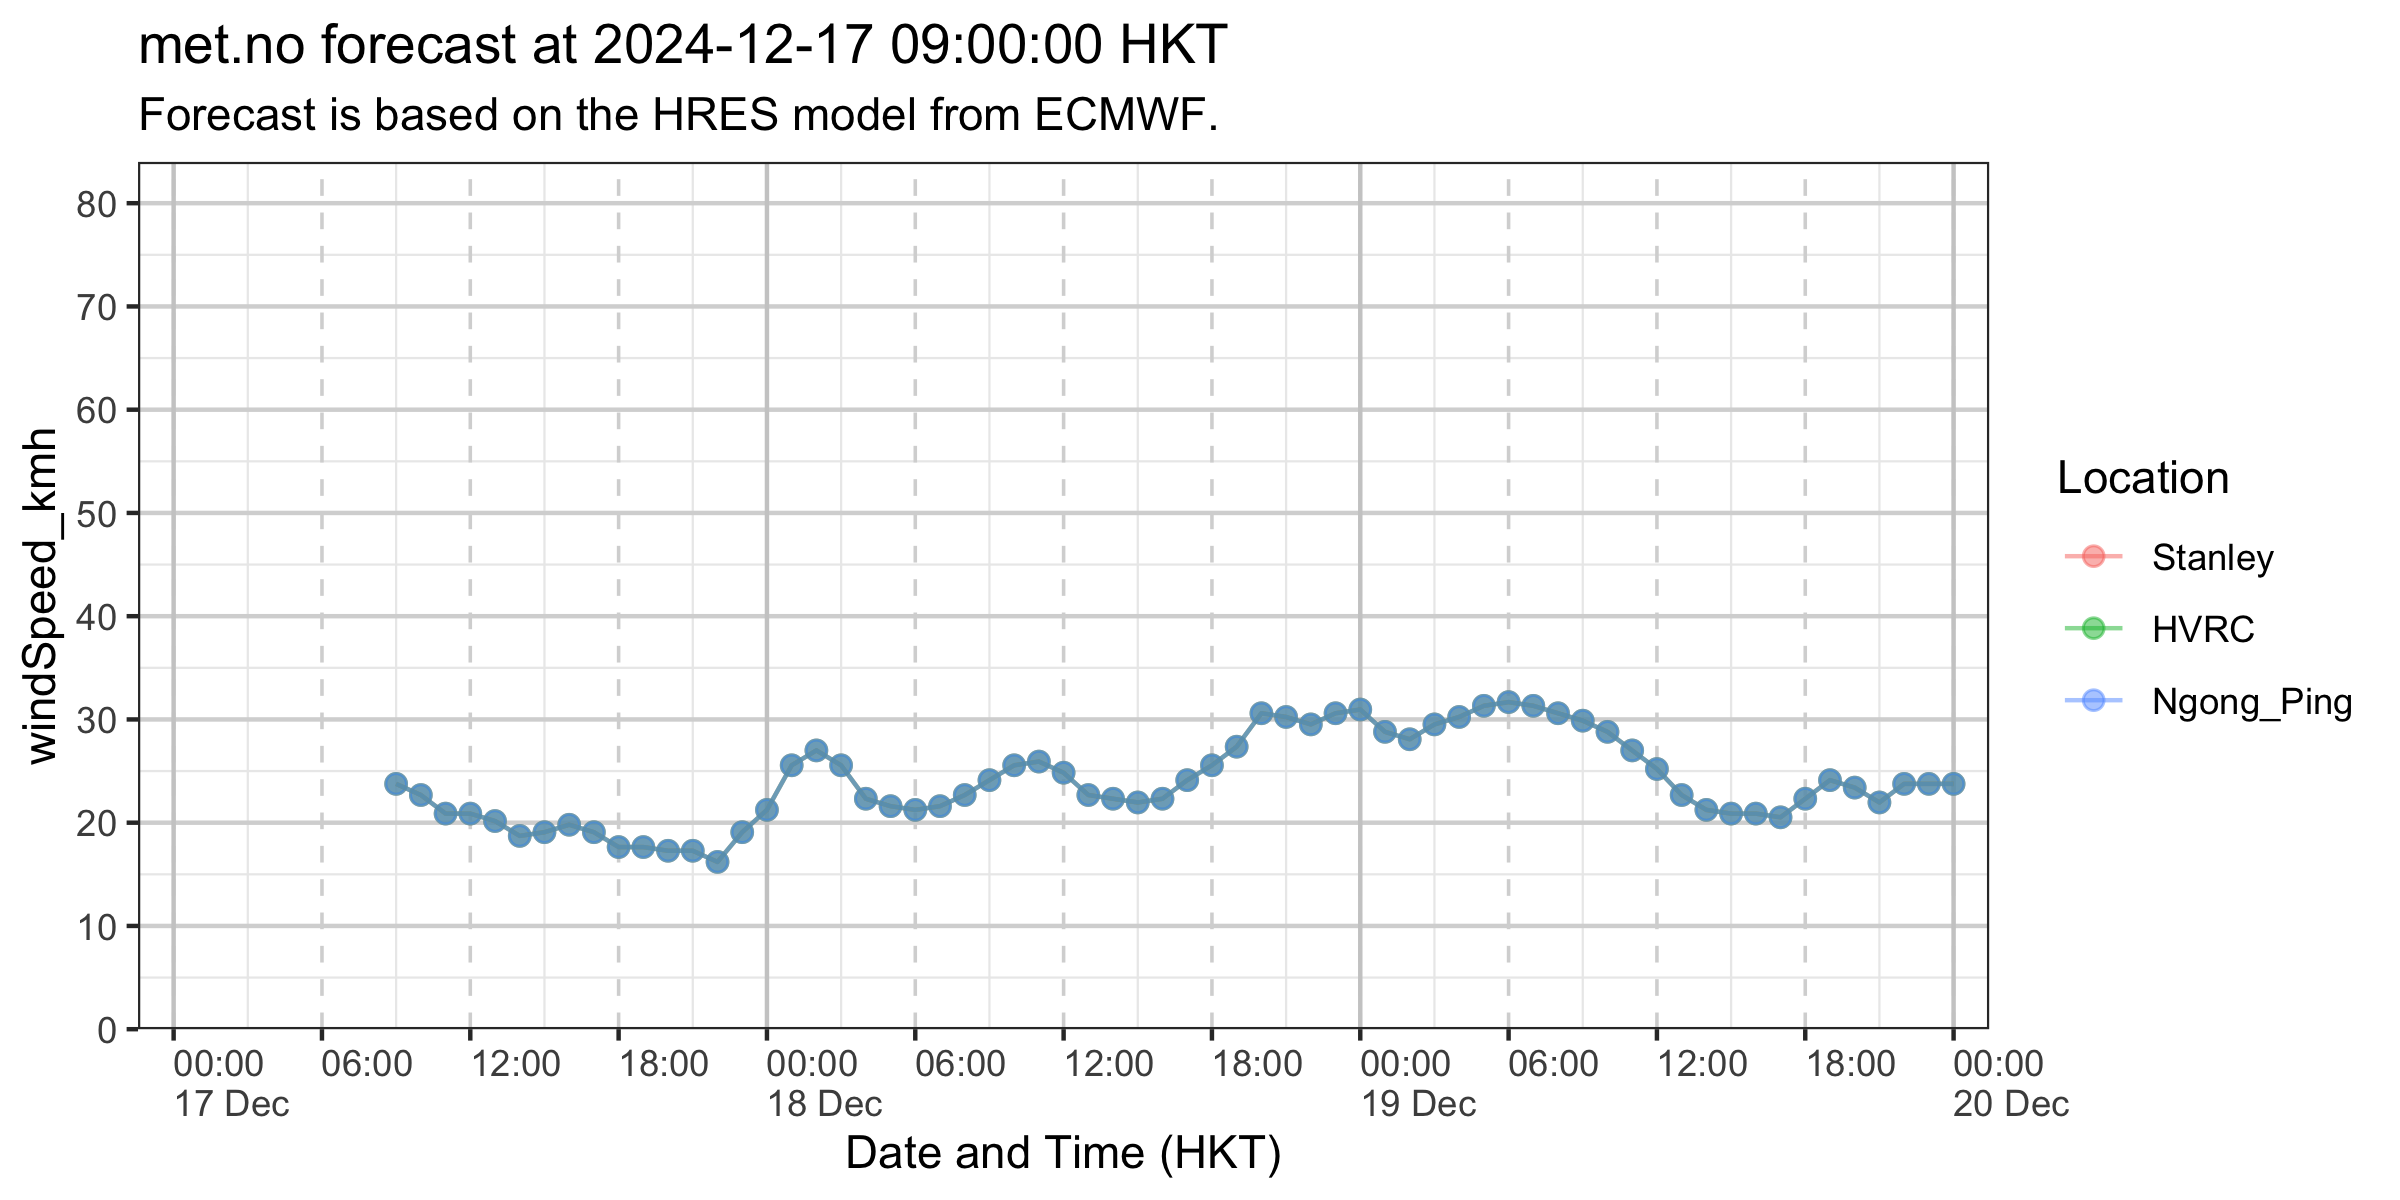 met.no forecast at 2024-12-17 09:00:00 HKT
Forecast is based on the HRES model from ECMWF.
windSpeed_kmh
80
70
60
50
40
30
20
10
0
00:00 06:00 12:00 18:00 00:00 06:00 12:00 18:00 00:00 06:00 12:00 18:00 00:00
17 Dec 18 Dec 19 Dec 20 Dec
Date and Time (HKT)
Location
Stanley
HVRC
Ngong_Ping